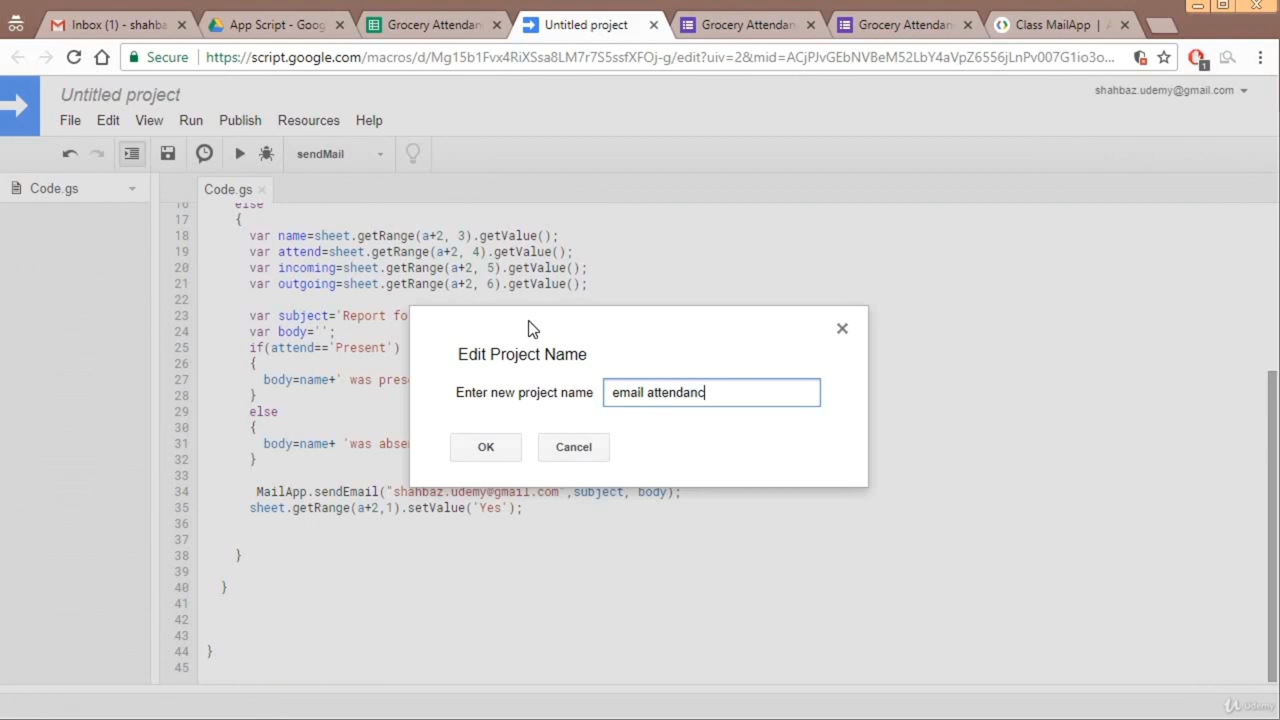 Inbox (1) - shahba
App Script - Goog
Grocery Attendan
Untitled project
Grocery Attendan
Grocery Attendan
Class MailApp | A
Secure
https://script.google.com/macros/d/Mg15b1Fvx4RiXSsa8LM7r7S5ssfXFOj-g/edit?uiv=2&mid=ACjPJvGEbNVBeM52LbY4aVpZ6556jLnPv007G1io3o...
1
Untitled project
shahbaz.udemy@gmail.com
File Edit View Run Publish Resources Help
sendMail
Code.gs
Code.gs
16 else
17 {
18 var name=sheet.getRange(a+2, 3).getValue();
19 var attend=sheet.getRange(a+2, 4).getValue();
20 var incoming=sheet.getRange(a+2, 5).getValue();
21 var outgoing=sheet.getRange(a+2, 6).getValue();
22
23 var subject='Report fo
24 var body='';
25 if(attend=='Present')
26 {
27 body=name+' was prese
28 }
29 else
30 {
31 body=name+ 'was abse
32 }
33
34 MailApp.sendEmail("shahbaz.udemy@gmail.com",subject, body);
35 sheet.getRange(a+2,1).setValue('Yes');
36
37
38 }
39
40 }
41
42
43
44 }
45
Edit Project Name
Enter new project name
email attendanc
OK
Cancel
Udemy